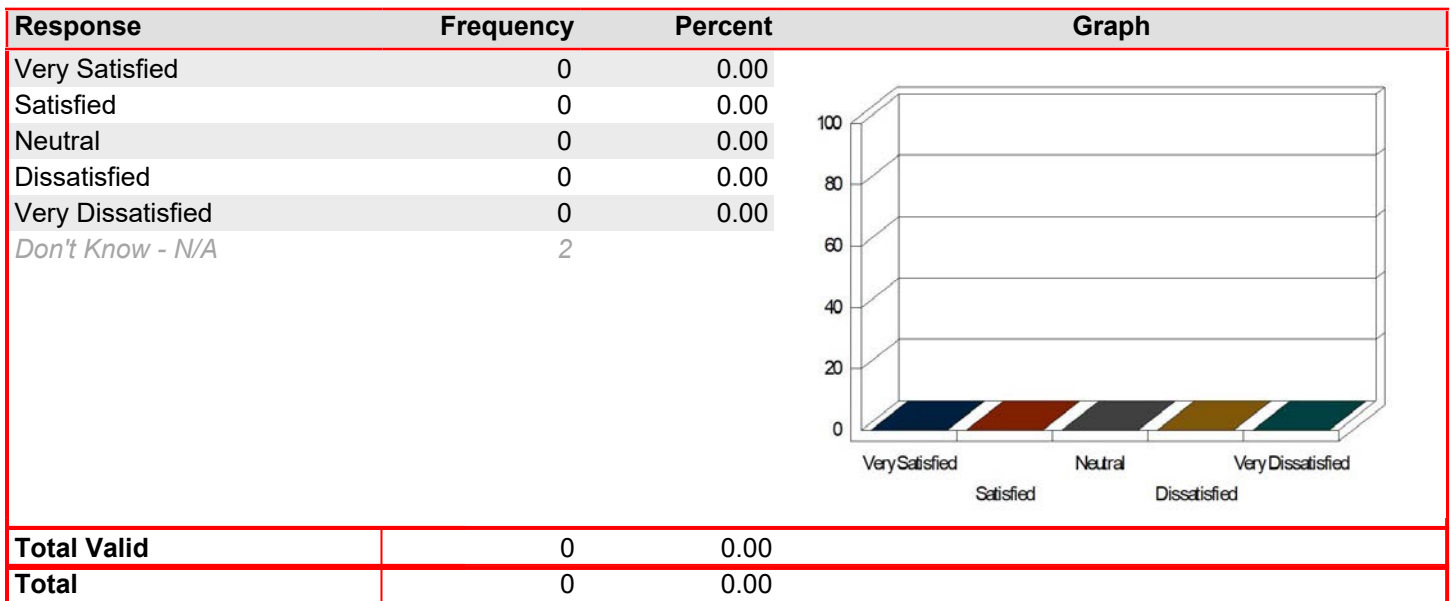 Response Frequency Percent Graph
Very Satisfied 0 0.00
Satisfied 0 0.00
Neutral 0 0.00
Dissatisfied 0 0.00
Very Dissatisfied 0 0.00
Don't Know - N/A 2
100
80
60
40
20
0
Very Satisfied Neutral Very Dissatisfied
Satisfied Dissatisfied
Total Valid 0 0.00
Total 0 0.00